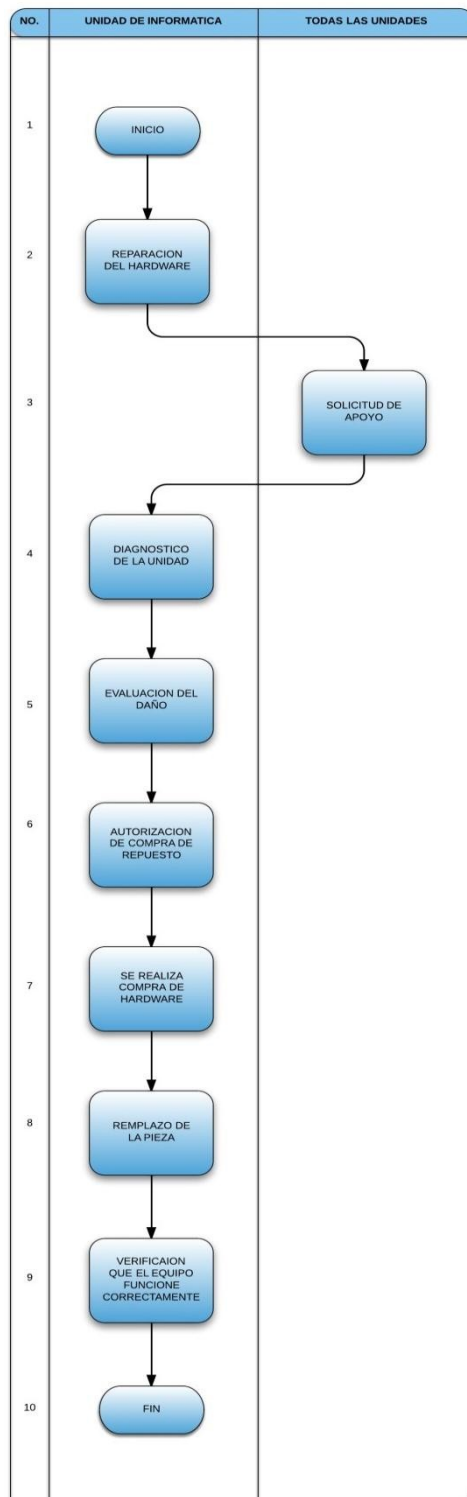 NO. UNIDAD DE INFORMATICA TODAS LAS UNIDADES
1 INICIO
2 REPARACION
DEL HARDWARE
3 SOLICITUD DE
APOYO
4 DIAGNOSTICO
DE LA UNIDAD
5 EVALUACION DEL
DAÑO
6 AUTORIZACION
DE COMPRA DE
REPUESTO
7 SE REALIZA
COMPRA DE
HARDWARE
8 REMPLAZO DE
LA PIEZA
9 VERIFICAION
QUE EL EQUIPO
FUNCIONE
CORRECTAMENTE
10 FIN